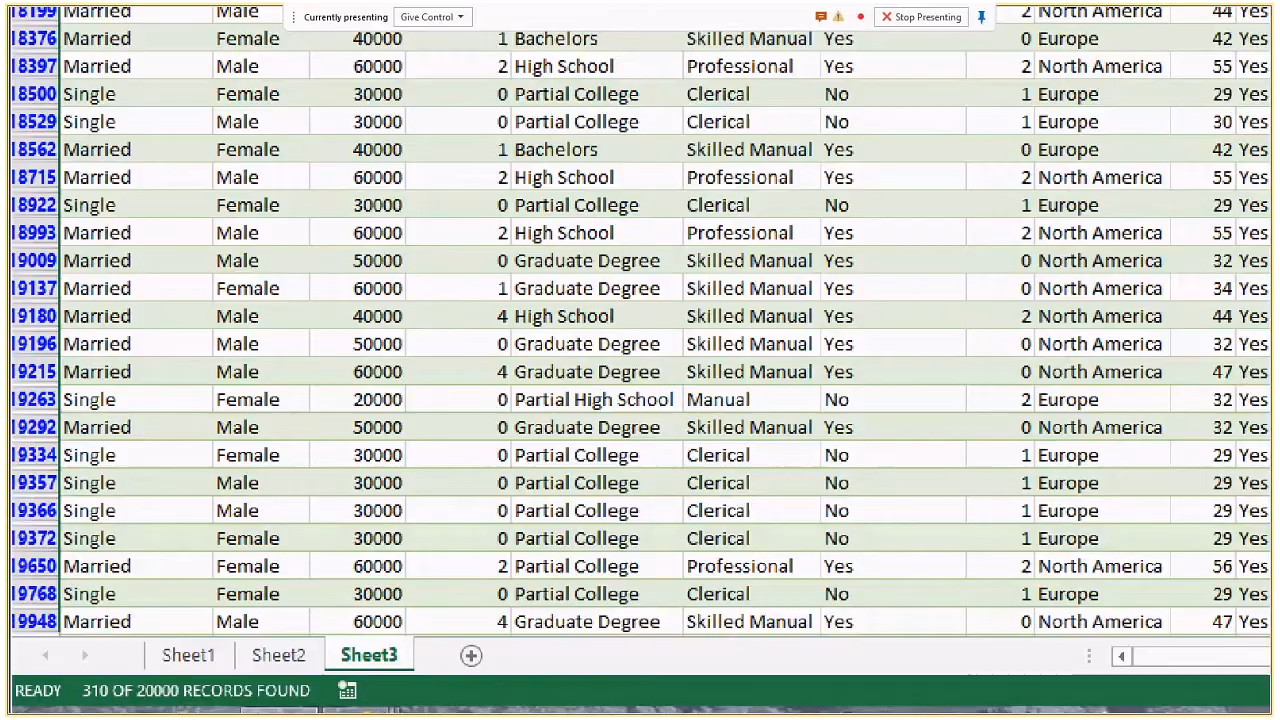 Currently presenting Give Control Stop Presenting
18199 Married Male 2 North America 44 Yes
18376 Married Female 40000 1 Bachelors Skilled Manual Yes 0 Europe 42 Yes
18397 Married Male 60000 2 High School Professional Yes 2 North America 55 Yes
18500 Single Female 30000 0 Partial College Clerical No 1 Europe 29 Yes
18529 Single Male 30000 0 Partial College Clerical No 1 Europe 30 Yes
18562 Married Female 40000 1 Bachelors Skilled Manual Yes 0 Europe 42 Yes
18715 Married Male 60000 2 High School Professional Yes 2 North America 55 Yes
18922 Single Female 30000 0 Partial College Clerical No 1 Europe 29 Yes
18993 Married Male 60000 2 High School Professional Yes 2 North America 55 Yes
19009 Married Male 50000 0 Graduate Degree Skilled Manual Yes 0 North America 32 Yes
19137 Married Female 60000 1 Graduate Degree Skilled Manual Yes 0 North America 34 Yes
19180 Married Male 40000 4 High School Skilled Manual Yes 2 North America 44 Yes
19196 Married Male 50000 0 Graduate Degree Skilled Manual Yes 0 North America 32 Yes
19215 Married Male 60000 4 Graduate Degree Skilled Manual Yes 0 North America 47 Yes
19263 Single Female 20000 0 Partial High School Manual No 2 Europe 32 Yes
19292 Married Male 50000 0 Graduate Degree Skilled Manual Yes 0 North America 32 Yes
19334 Single Female 30000 0 Partial College Clerical No 1 Europe 29 Yes
19357 Single Male 30000 0 Partial College Clerical No 1 Europe 29 Yes
19366 Single Male 30000 0 Partial College Clerical No 1 Europe 29 Yes
19372 Single Female 30000 0 Partial College Clerical No 1 Europe 29 Yes
19650 Married Female 60000 2 Partial College Professional Yes 2 North America 56 Yes
19768 Single Female 30000 0 Partial College Clerical No 1 Europe 29 Yes
19948 Married Male 60000 4 Graduate Degree Skilled Manual Yes 0 North America 47 Yes
Sheet1 Sheet2 Sheet3
READY 310 OF 20000 RECORDS FOUND